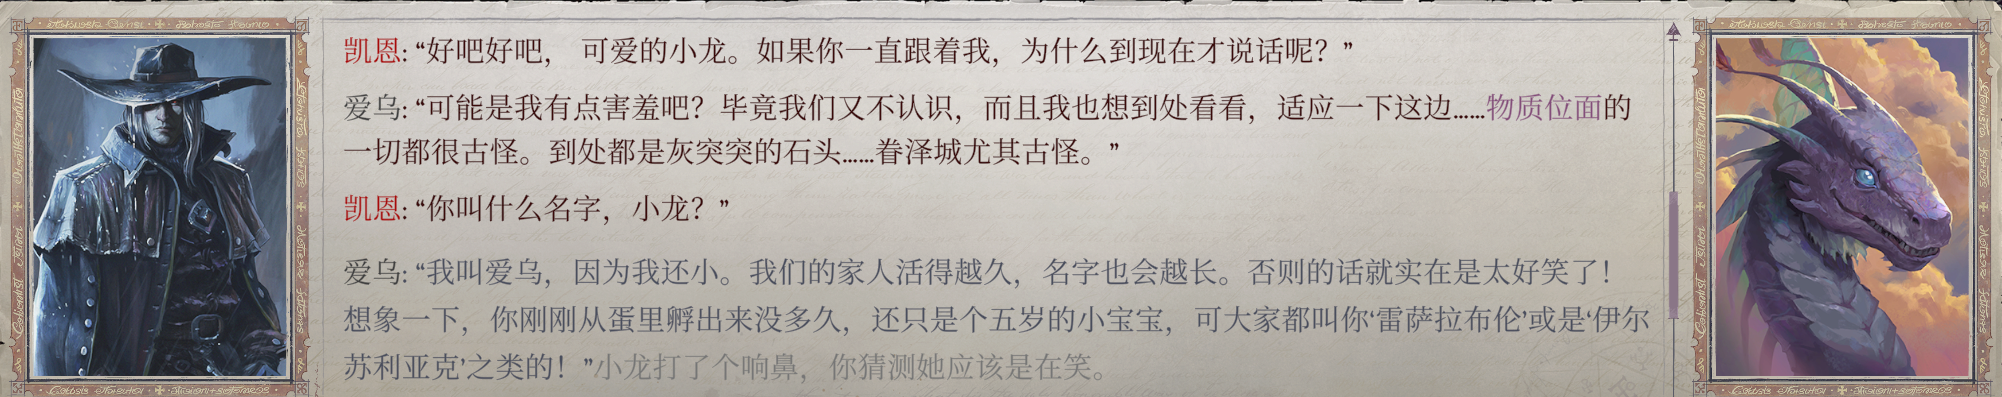 凯恩: “好吧好吧， 可爱的小龙。如果你一直跟着我，为什么到现在才说话呢？”
爱乌: “可能是我有点害羞吧？毕竟我们又不认识，而且我也想到处看看，适应一下这边……物质位面的
一切都很古怪。到处都是灰突突的石头……眷泽城尤其古怪。”
凯恩: “你叫什么名字，小龙？”
爱乌: “我叫爱乌，因为我还小。我们的家人活得越久，名字也会越长。否则的话就实在是太好笑了！
想象一下，你刚刚从蛋里孵出来没多久，还只是个五岁的小宝宝，可大家都叫你‘雷萨拉布伦’或是‘伊尔
苏利亚克’之类的！”小龙打了个响鼻，你猜测她应该是在笑。